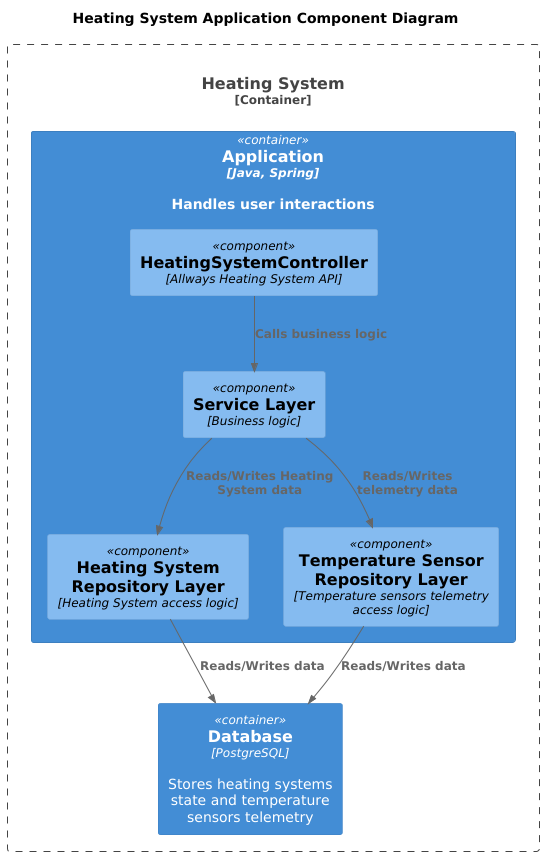 Heating System Application Component Diagram
Heating System
[Container]
«container»
Application
[Java, Spring]
Handles user interactions
«component»
HeatingSystemController
[Allways Heating System API]
Calls business logic
«component»
Service Layer
[Business logic]
Reads/Writes Heating
System data
Reads/Writes
telemetry data
«component»
Heating System
Repository Layer
[Heating System access logic]
«component»
Temperature Sensor
Repository Layer
[Temperature sensors telemetry
access logic]
Reads/Writes data
Reads/Writes data
«container»
Database
[PostgreSQL]
Stores heating systems
state and temperature
sensors telemetry